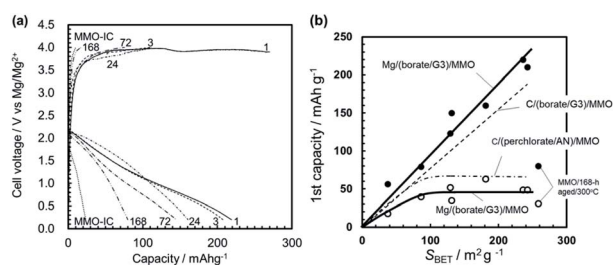 (a)
4.5
4.0
3.5
3.0
2.5
2.0
1.5
1.0
0.5
0.0
Cell voltage / V vs Mg/Mg2+
MMO-IC
168
72
3
1
24
MMO-IC
168
72
24
3
1
0
100
200
300
Capacity / mAhg-1
(b)
250
200
150
100
50
0
1st capacity / mAh g-1
Mg/(borate/G3)/MMO
C/(borate/G3)/MMO
C/(perchlorate/AN)/MMO
MMO/168-h
aged/300°C
Mg/(borate/G3)/MMO
0
100
200
300
SBET / m2 g-1